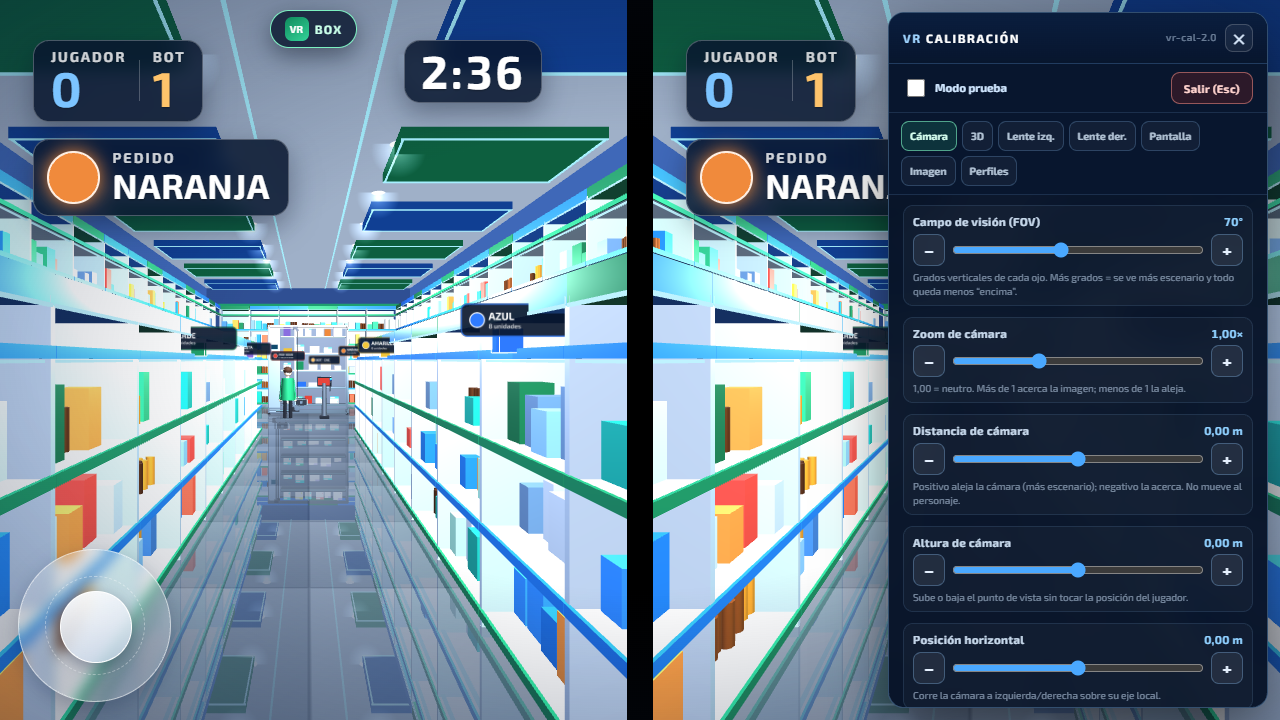 VR BOX
JUGADOR BOT
0 1
2:36
PEDIDO
NARANJA
AZUL
8 unidades
JUGADOR BOT
0 1
PEDIDO
NARAN
VR CALIBRACIÓN
vr-cal-2.0
Modo prueba
Salir (Esc)
Cámara
3D
Lente izq.
Lente der.
Pantalla
Imagen
Perfiles
Campo de visión (FOV)
70°
Grados verticales de cada ojo. Más grados = se ve más escenario y todo
queda menos "encima".
Zoom de cámara
1,00×
1,00 = neutro. Más de 1 acerca la imagen; menos de 1 la aleja.
Distancia de cámara
0,00 m
Positivo aleja la cámara (más escenario); negativo la acerca. No mueve al
personaje.
Altura de cámara
0,00 m
Sube o baja el punto de vista sin tocar la posición del jugador.
Posición horizontal
0,00 m
Corre la cámara a izquierda/derecha sobre su eje local.